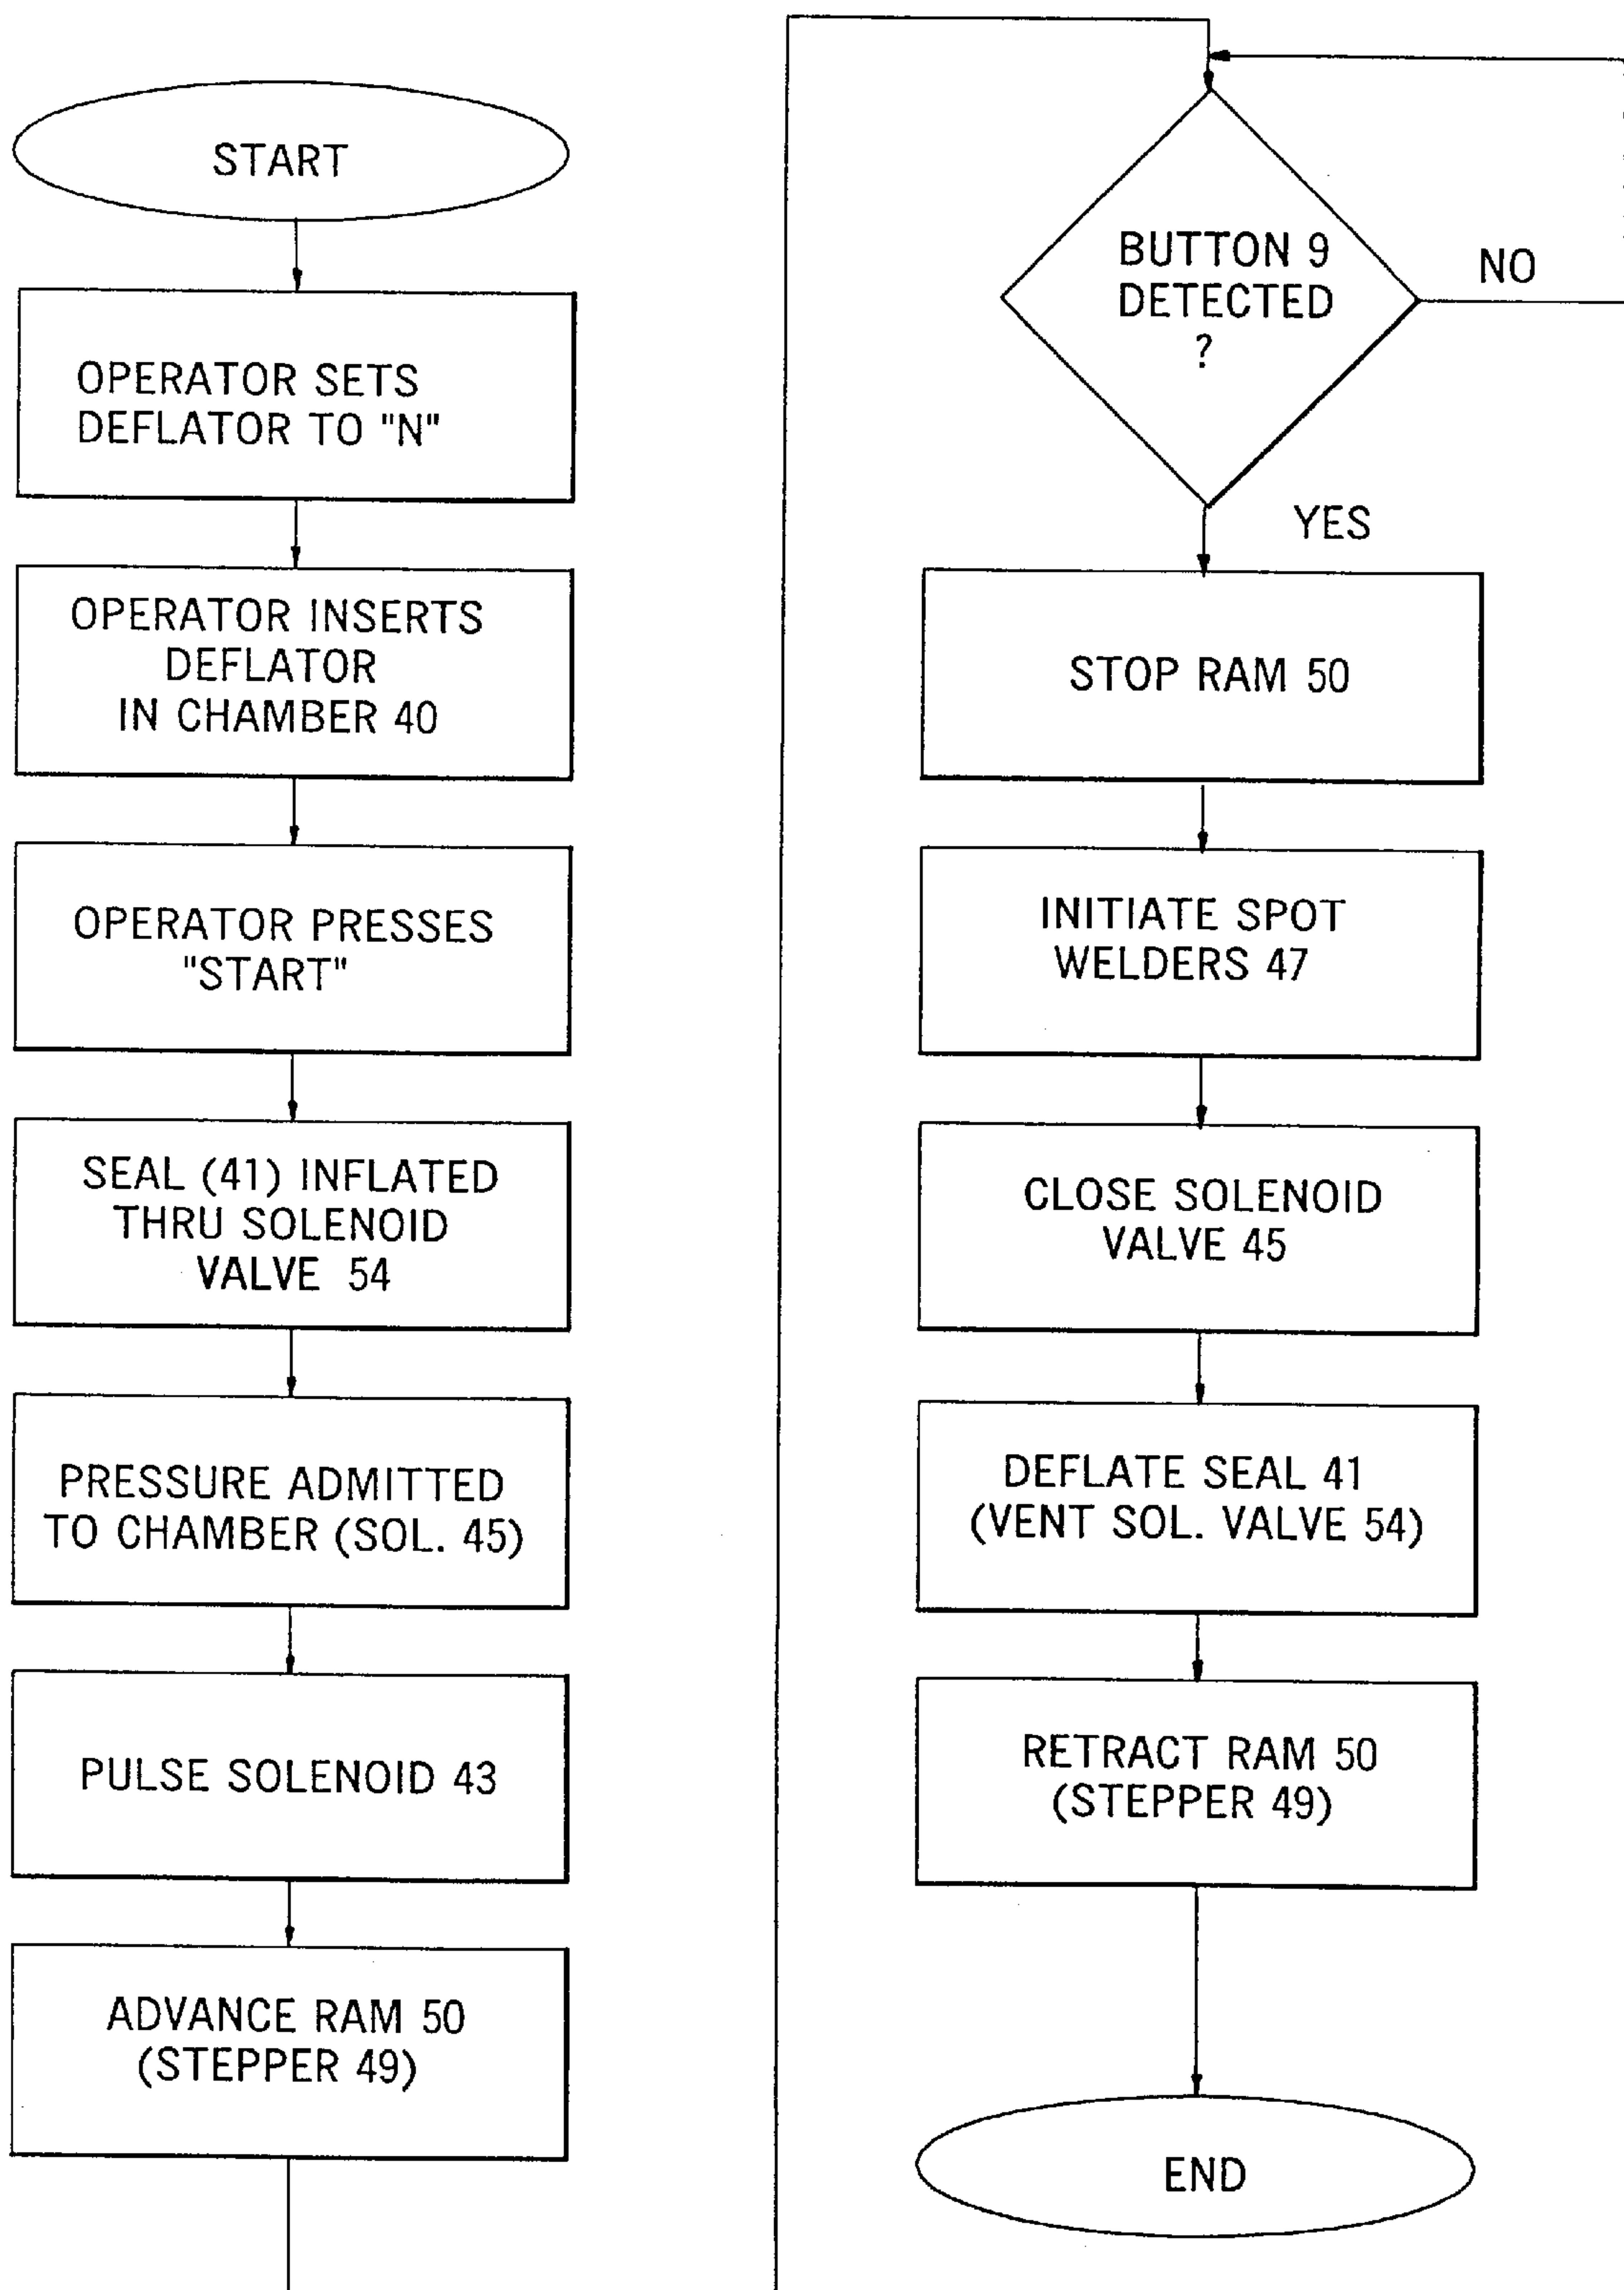 START
OPERATOR SETS
DEFLATOR TO "N"
OPERATOR INSERTS
DEFLATOR
IN CHAMBER 40
OPERATOR PRESSES
"START"
SEAL (41) INFLATED
THRU SOLENOID
VALVE 54
PRESSURE ADMITTED
TO CHAMBER (SOL. 45)
PULSE SOLENOID 43
ADVANCE RAM 50
(STEPPER 49)
BUTTON 9
DETECTED
?
NO
YES
STOP RAM 50
INITIATE SPOT
WELDERS 47
CLOSE SOLENOID
VALVE 45
DEFLATE SEAL 41
(VENT SOL. VALVE 54)
RETRACT RAM 50
(STEPPER 49)
END